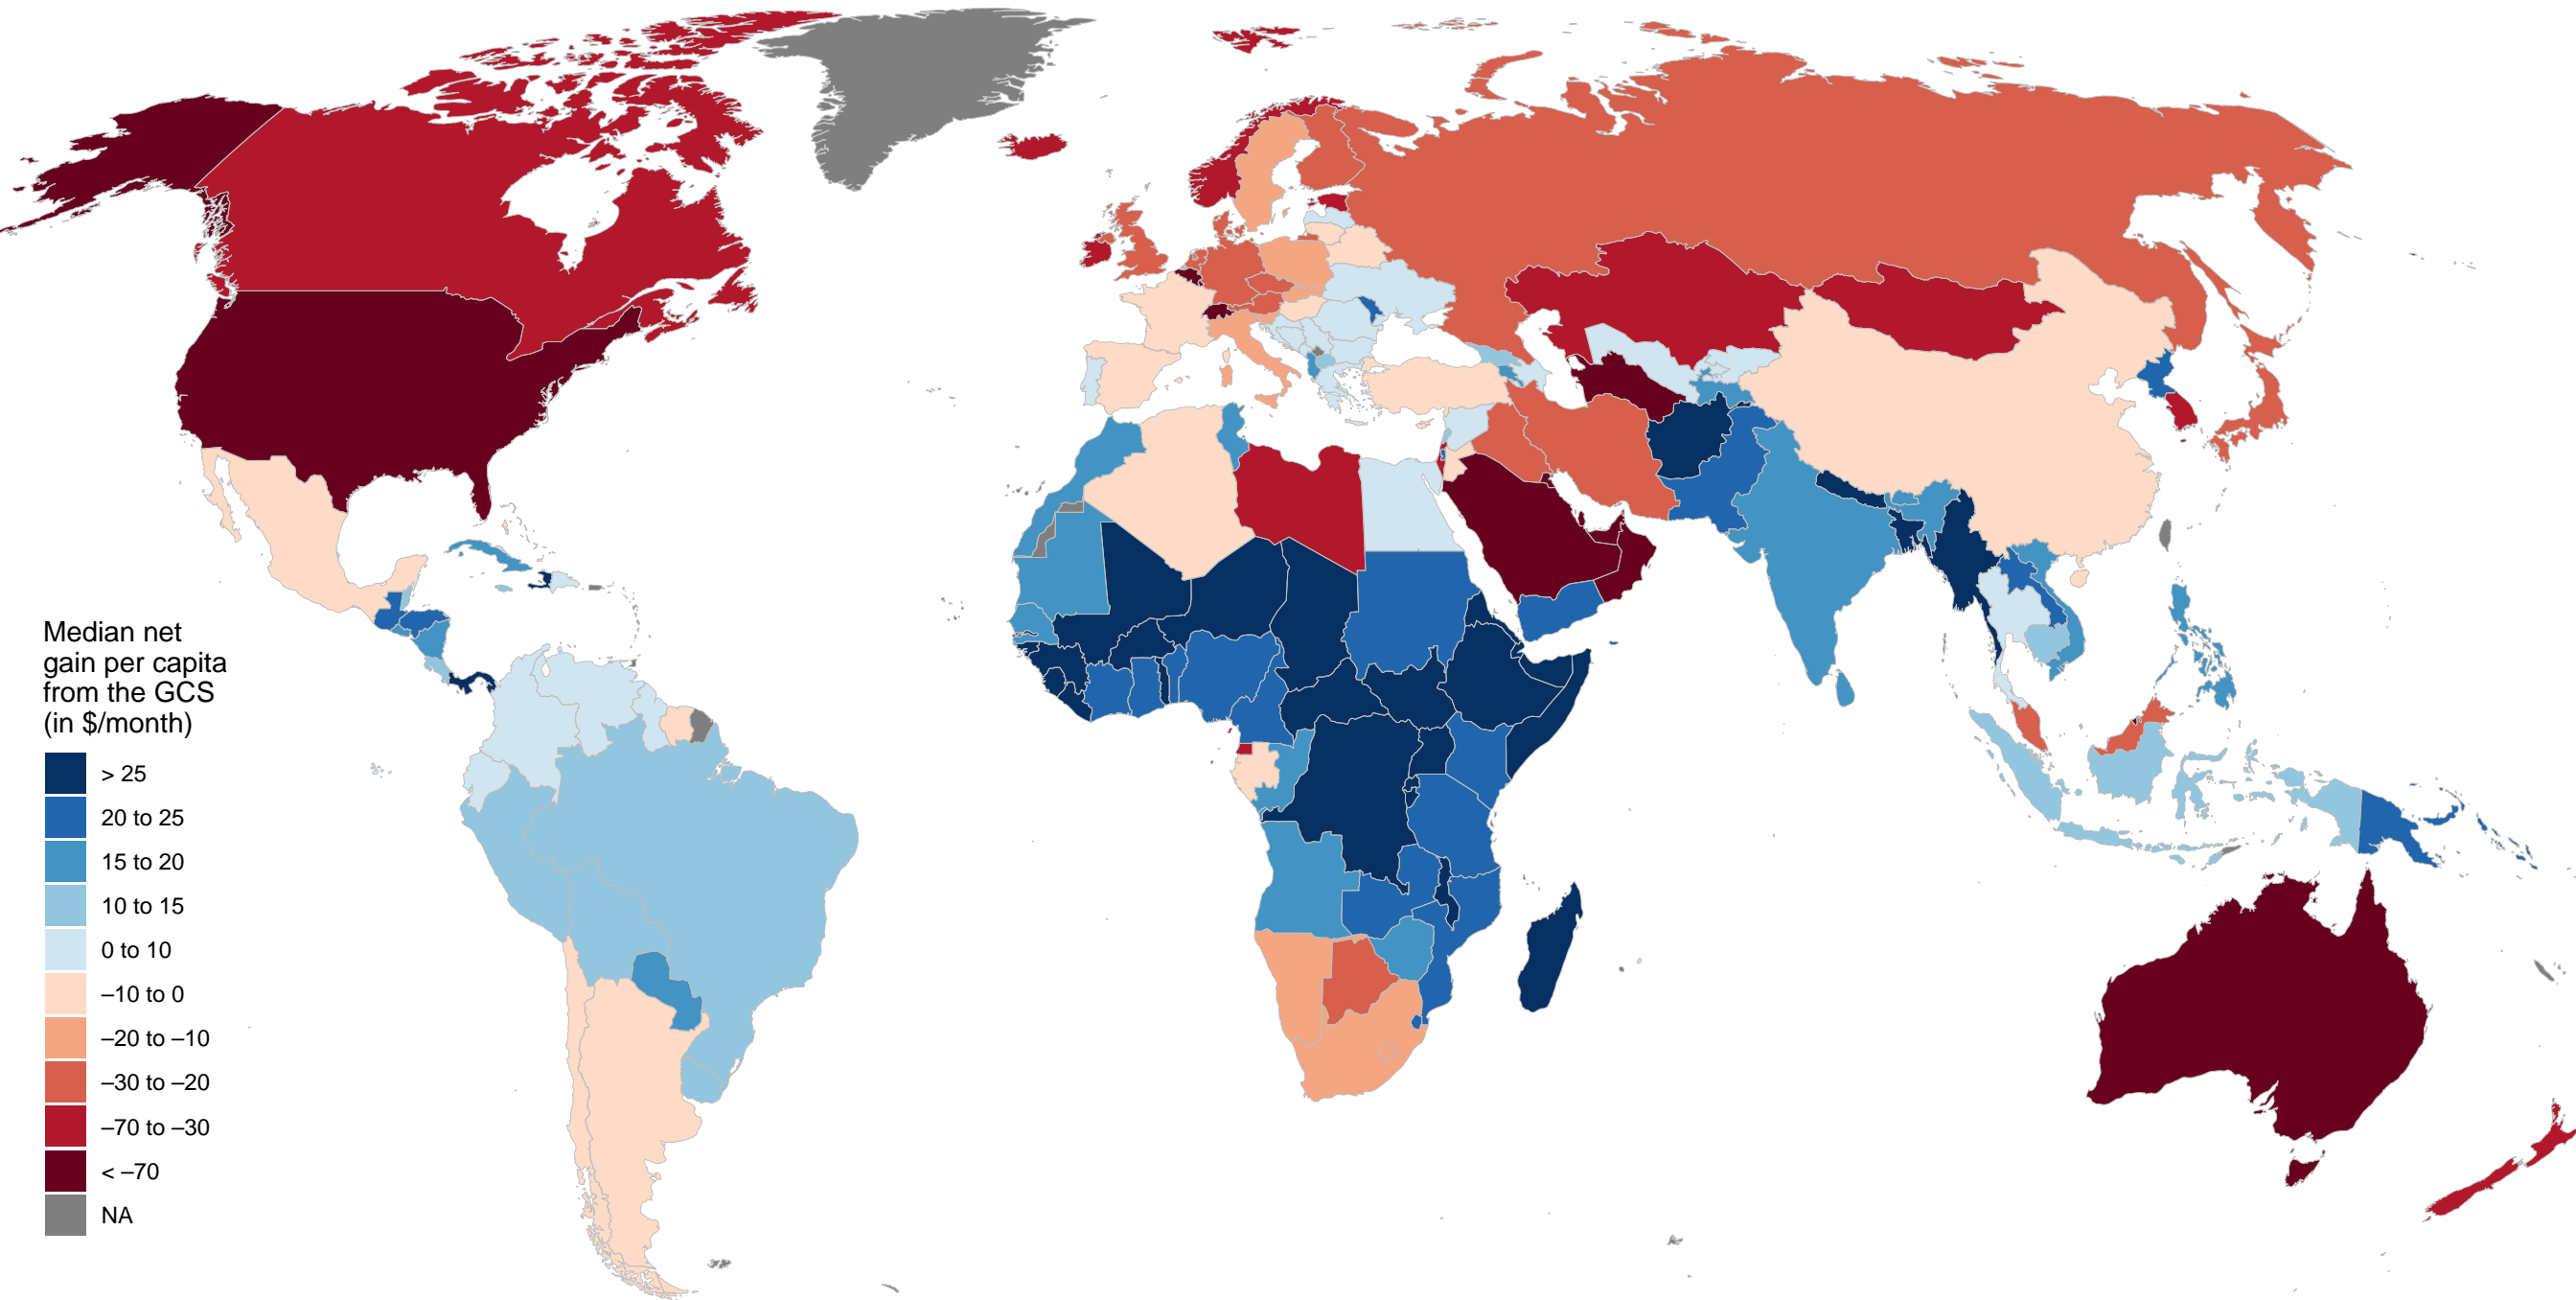 Median net
gain per capita
from the GCS
(in $/month)
> 25
20 to 25
15 to 20
10 to 15
0 to 10
–10 to 0
–20 to –10
–30 to –20
–70 to –30
< –70
NA